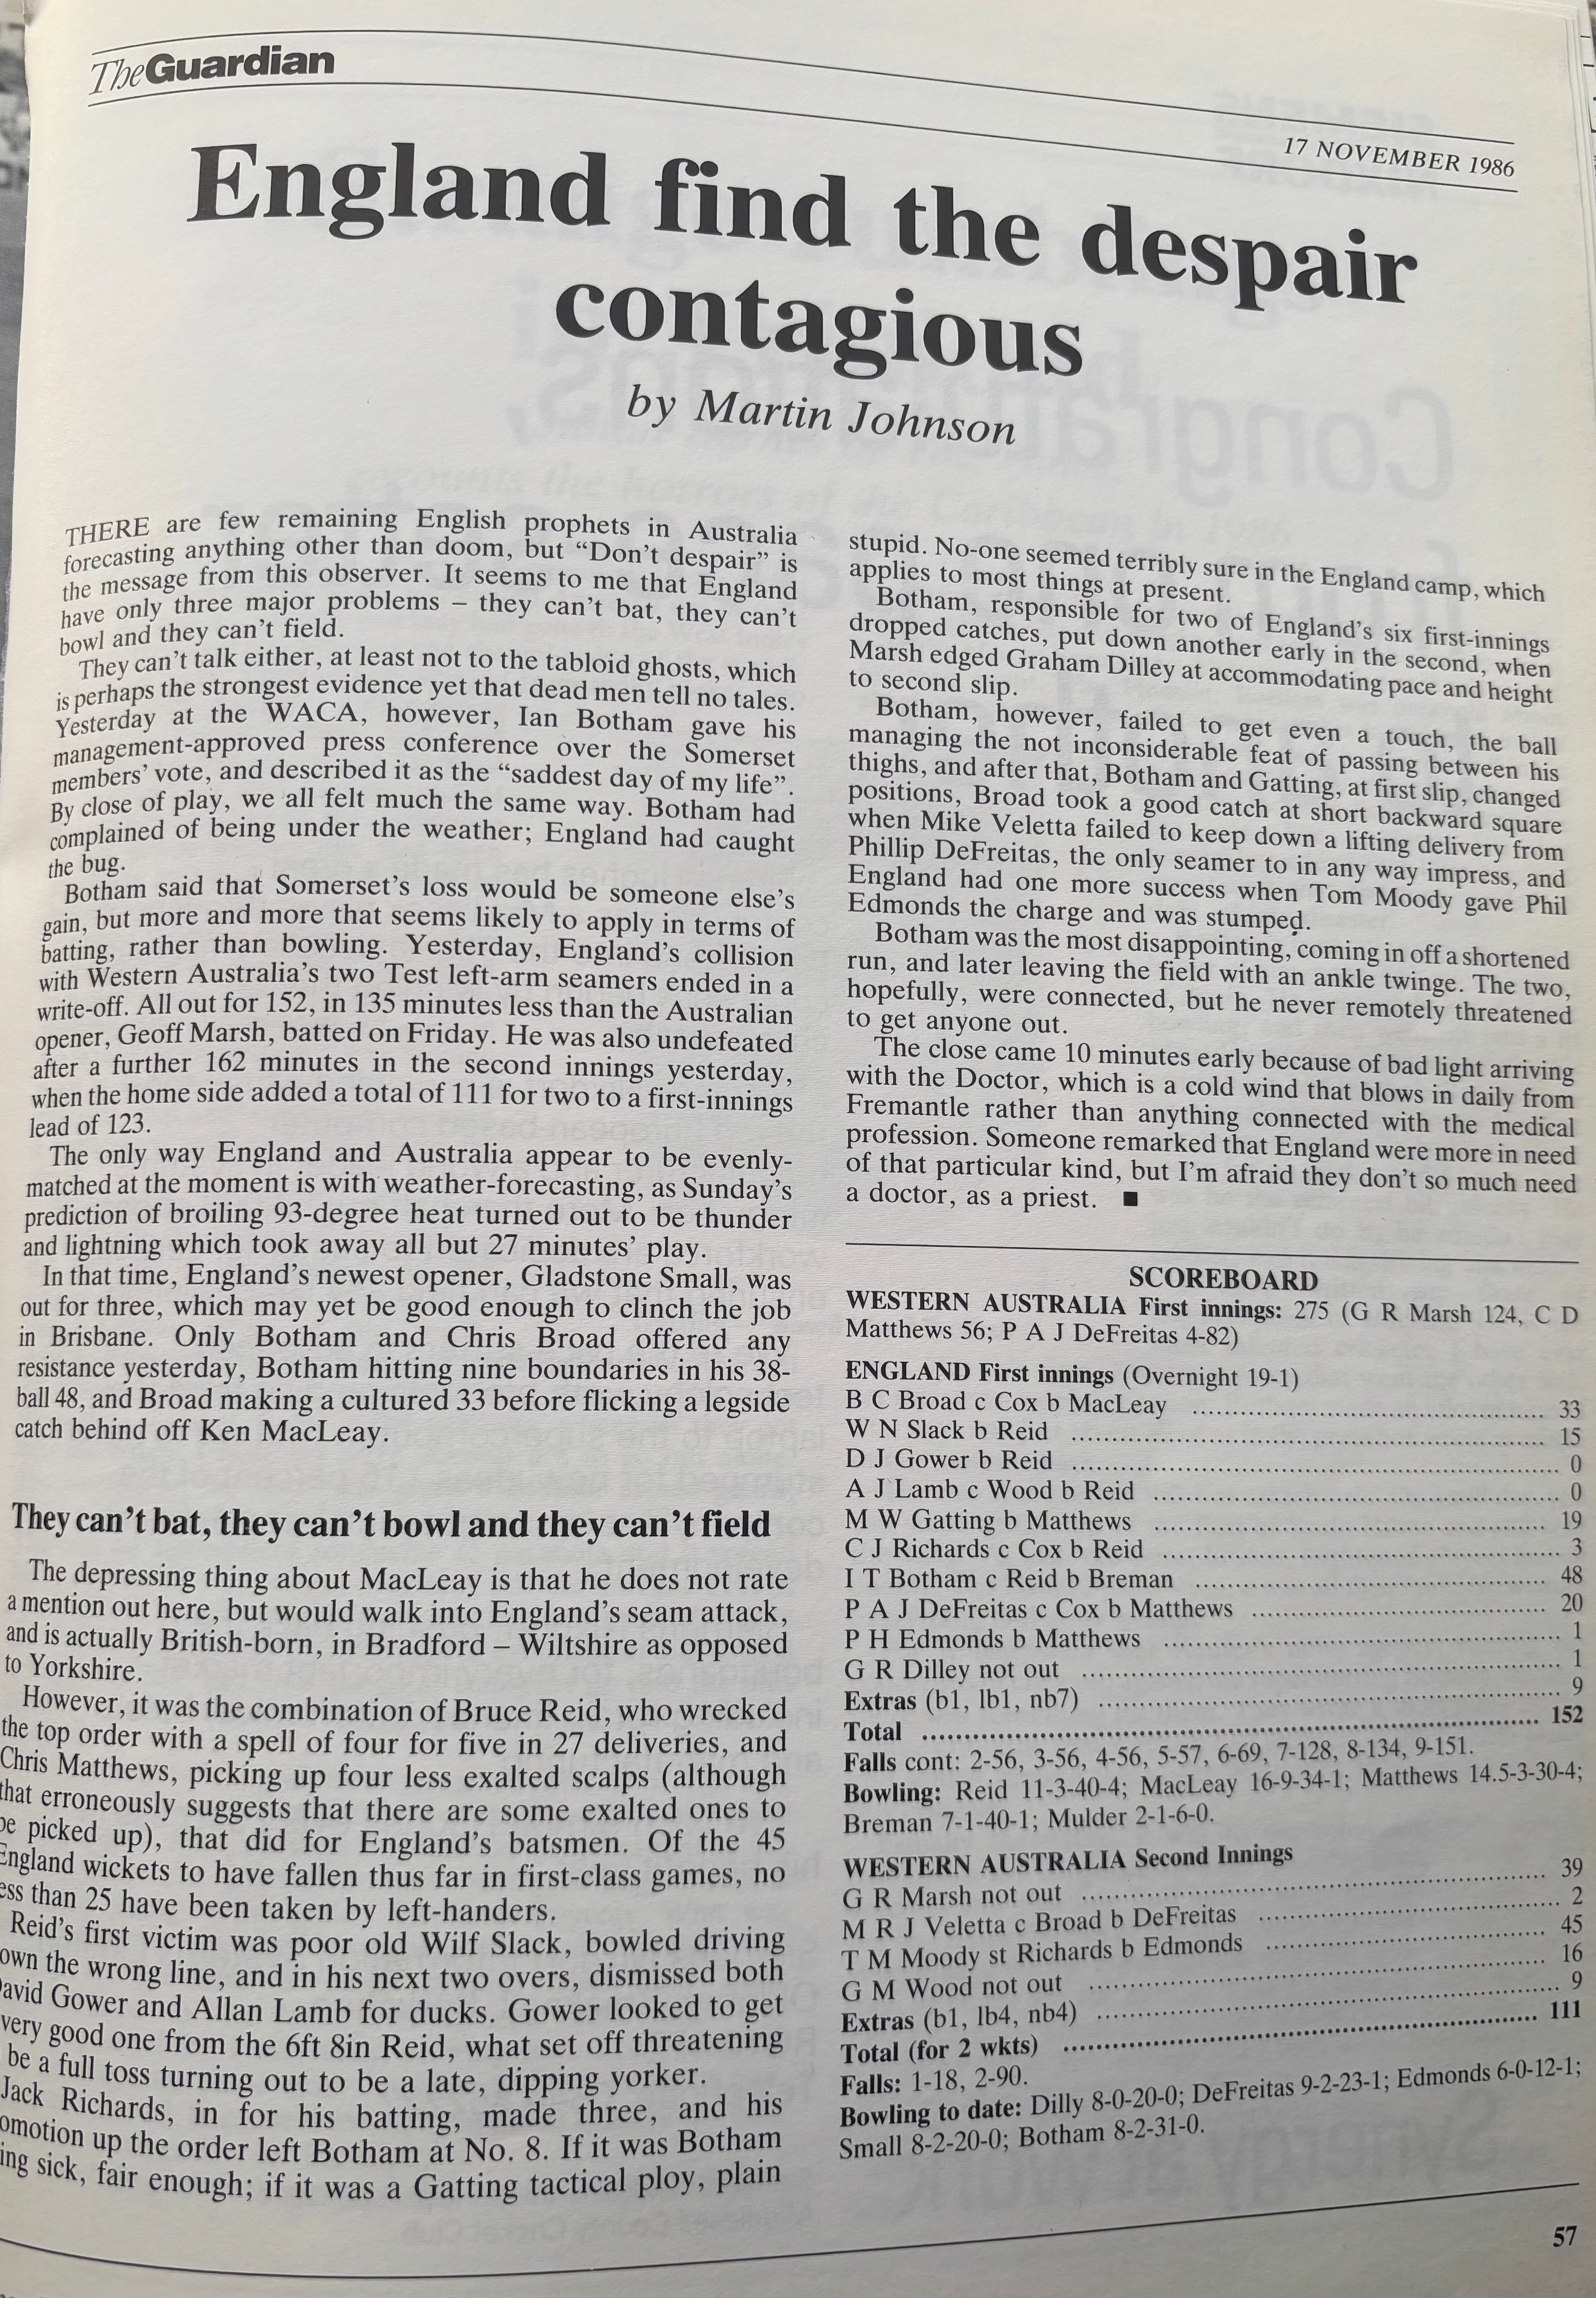 The Guardian
17 NOVEMBER 1986
England find the despair
contagious
by Martin Johnson
THERE are few remaining English prophets in Australia
forecasting anything other than doom, but “Don’t despair” is
the message from this observer. It seems to me that England
have only three major problems – they can’t bat, they can’t
bowl and they can’t field.
They can’t talk either, at least not to the tabloid ghosts, which
is perhaps the strongest evidence yet that dead men tell no tales.
Yesterday at the WACA, however, Ian Botham gave his
management-approved press conference over the Somerset
members’ vote, and described it as the “saddest day of my life”.
By close of play, we all felt much the same way. Botham had
complained of being under the weather; England had caught
the bug.
Botham said that Somerset’s loss would be someone else’s
gain, but more and more that seems likely to apply in terms of
batting, rather than bowling. Yesterday, England’s collision
with Western Australia’s two Test left-arm seamers ended in a
write-off. All out for 152, in 135 minutes less than the Australian
opener, Geoff Marsh, batted on Friday. He was also undefeated
after a further 162 minutes in the second innings yesterday,
when the home side added a total of 111 for two to a first-innings
lead of 123.
The only way England and Australia appear to be evenly-
matched at the moment is with weather-forecasting, as Sunday’s
prediction of broiling 93-degree heat turned out to be thunder
and lightning which took away all but 27 minutes’ play.
In that time, England’s newest opener, Gladstone Small, was
out for three, which may yet be good enough to clinch the job
in Brisbane. Only Botham and Chris Broad offered any
resistance yesterday, Botham hitting nine boundaries in his 38-
ball 48, and Broad making a cultured 33 before flicking a legside
catch behind off Ken MacLeay.
They can’t bat, they can’t bowl and they can’t field
The depressing thing about MacLeay is that he does not rate
a mention out here, but would walk into England’s seam attack,
and is actually British-born, in Bradford – Wiltshire as opposed
to Yorkshire.
However, it was the combination of Bruce Reid, who wrecked
the top order with a spell of four for five in 27 deliveries, and
Chris Matthews, picking up four less exalted scalps (although
that erroneously suggests that there are some exalted ones to
be picked up), that did for England’s batsmen. Of the 45
England wickets to have fallen thus far in first-class games, no
ess than 25 have been taken by left-handers.
Reid’s first victim was poor old Wilf Slack, bowled driving
own the wrong line, and in his next two overs, dismissed both
David Gower and Allan Lamb for ducks. Gower looked to get
very good one from the 6ft 8in Reid, what set off threatening
be a full toss turning out to be a late, dipping yorker.
Jack Richards, in for his batting, made three, and his
omotion up the order left Botham at No. 8. If it was Botham
ing sick, fair enough; if it was a Gatting tactical ploy, plain
stupid. No-one seemed terribly sure in the England camp, which
applies to most things at present.
Botham, responsible for two of England’s six first-innings
dropped catches, put down another early in the second, when
Marsh edged Graham Dilley at accommodating pace and height
to second slip.
Botham, however, failed to get even a touch, the ball
managing the not inconsiderable feat of passing between his
thighs, and after that, Botham and Gatting, at first slip, changed
positions, Broad took a good catch at short backward square
when Mike Veletta failed to keep down a lifting delivery from
Phillip DeFreitas, the only seamer to in any way impress, and
England had one more success when Tom Moody gave Phil
Edmonds the charge and was stumped.
Botham was the most disappointing, coming in off a shortened
run, and later leaving the field with an ankle twinge. The two,
hopefully, were connected, but he never remotely threatened
to get anyone out.
The close came 10 minutes early because of bad light arriving
with the Doctor, which is a cold wind that blows in daily from
Fremantle rather than anything connected with the medical
profession. Someone remarked that England were more in need
of that particular kind, but I’m afraid they don’t so much need
a doctor, as a priest. ■
SCOREBOARD
WESTERN AUSTRALIA First innings: 275 (G R Marsh 124, C D
Matthews 56; P A J DeFreitas 4-82)
ENGLAND First innings (Overnight 19-1)
B C Broad c Cox b MacLeay ........ 33
W N Slack b Reid ........ 15
D J Gower b Reid ........ 0
A J Lamb c Wood b Reid ........ 0
M W Gatting b Matthews ........ 19
C J Richards c Cox b Reid ........ 3
I T Botham c Reid b Breman ........ 48
P A J DeFreitas c Cox b Matthews ........ 20
P H Edmonds b Matthews ........ 1
G R Dilley not out ........ 1
Extras (b1, lb1, nb7) ........ 9
Total ........ 152
Falls cont: 2-56, 3-56, 4-56, 5-57, 6-69, 7-128, 8-134, 9-151.
Bowling: Reid 11-3-40-4; MacLeay 16-9-34-1; Matthews 14.5-3-30-4;
Breman 7-1-40-1; Mulder 2-1-6-0.
WESTERN AUSTRALIA Second Innings
G R Marsh not out ........ 39
M R J Veletta c Broad b DeFreitas ........ 2
T M Moody st Richards b Edmonds ........ 45
G M Wood not out ........ 16
Extras (b1, lb4, nb4) ........ 9
Total (for 2 wkts) ........ 111
Falls: 1-18, 2-90.
Bowling to date: Dilly 8-0-20-0; DeFreitas 9-2-23-1; Edmonds 6-0-12-1;
Small 8-2-20-0; Botham 8-2-31-0.
57